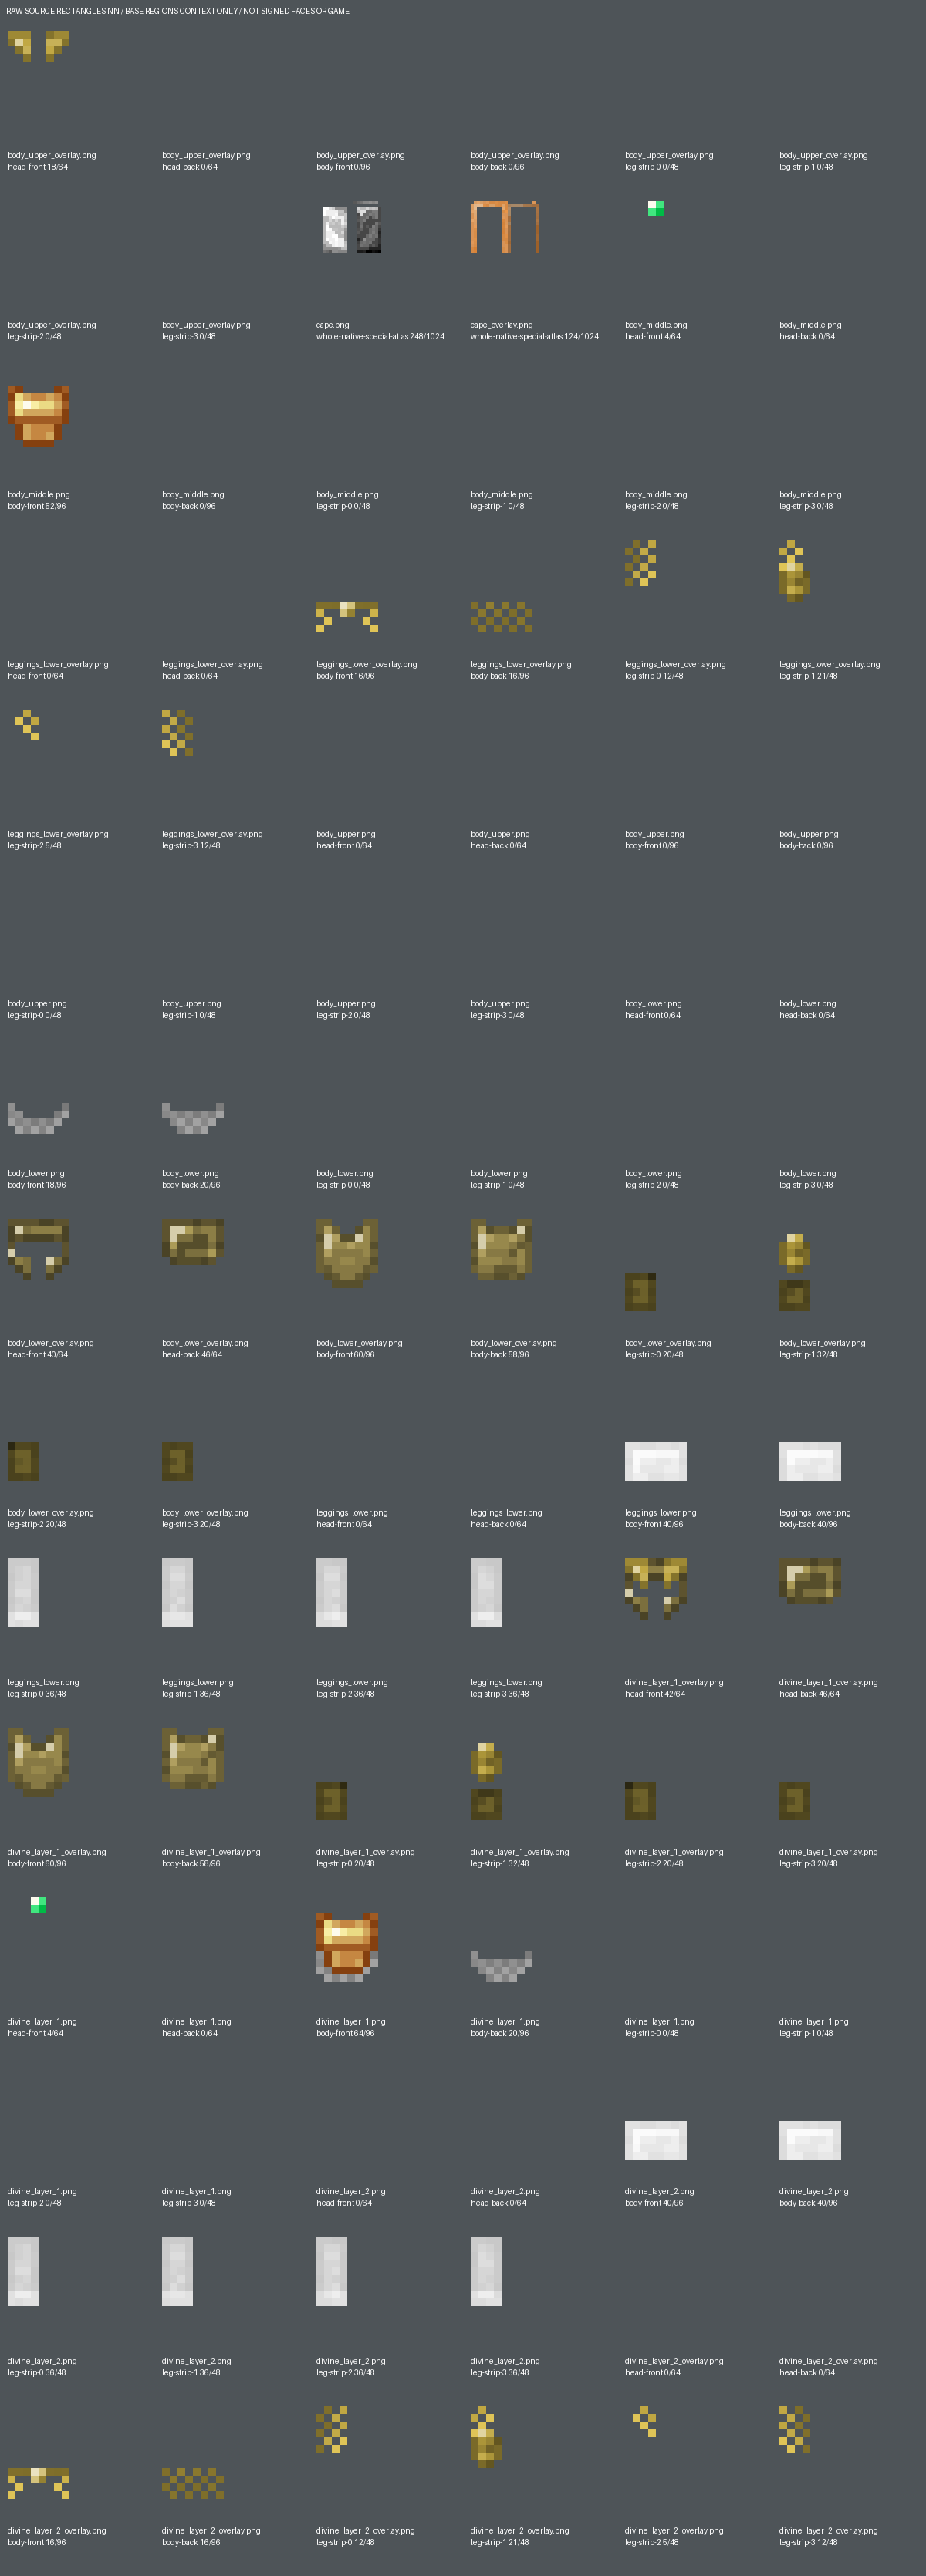 RAW SOURCE RECTANGLES NN / BASE REGIONS CONTEXT ONLY / NOT SIGNED FACES OR GAME
body_upper_overlay.png
head-front 18/64
body_upper_overlay.png
head-back 0/64
body_upper_overlay.png
body-front 0/96
body_upper_overlay.png
body-back 0/96
body_upper_overlay.png
leg-strip-0 0/48
body_upper_overlay.png
leg-strip-1 0/48
body_upper_overlay.png
leg-strip-2 0/48
body_upper_overlay.png
leg-strip-3 0/48
cape.png
whole-native-special-atlas 248/1024
cape_overlay.png
whole-native-special-atlas 124/1024
body_middle.png
head-front 4/64
body_middle.png
head-back 0/64
body_middle.png
body-front 52/96
body_middle.png
body-back 0/96
body_middle.png
leg-strip-0 0/48
body_middle.png
leg-strip-1 0/48
body_middle.png
leg-strip-2 0/48
body_middle.png
leg-strip-3 0/48
leggings_lower_overlay.png
head-front 0/64
leggings_lower_overlay.png
head-back 0/64
leggings_lower_overlay.png
body-front 16/96
leggings_lower_overlay.png
body-back 16/96
leggings_lower_overlay.png
leg-strip-0 12/48
leggings_lower_overlay.png
leg-strip-1 21/48
leggings_lower_overlay.png
leg-strip-2 5/48
leggings_lower_overlay.png
leg-strip-3 12/48
body_upper.png
head-front 0/64
body_upper.png
head-back 0/64
body_upper.png
body-front 0/96
body_upper.png
body-back 0/96
body_upper.png
leg-strip-0 0/48
body_upper.png
leg-strip-1 0/48
body_upper.png
leg-strip-2 0/48
body_upper.png
leg-strip-3 0/48
body_lower.png
head-front 0/64
body_lower.png
head-back 0/64
body_lower.png
body-front 18/96
body_lower.png
body-back 20/96
body_lower.png
leg-strip-0 0/48
body_lower.png
leg-strip-1 0/48
body_lower.png
leg-strip-2 0/48
body_lower.png
leg-strip-3 0/48
body_lower_overlay.png
head-front 40/64
body_lower_overlay.png
head-back 46/64
body_lower_overlay.png
body-front 60/96
body_lower_overlay.png
body-back 58/96
body_lower_overlay.png
leg-strip-0 20/48
body_lower_overlay.png
leg-strip-1 32/48
body_lower_overlay.png
leg-strip-2 20/48
body_lower_overlay.png
leg-strip-3 20/48
leggings_lower.png
head-front 0/64
leggings_lower.png
head-back 0/64
leggings_lower.png
body-front 40/96
leggings_lower.png
body-back 40/96
leggings_lower.png
leg-strip-0 36/48
leggings_lower.png
leg-strip-1 36/48
leggings_lower.png
leg-strip-2 36/48
leggings_lower.png
leg-strip-3 36/48
divine_layer_1_overlay.png
head-front 42/64
divine_layer_1_overlay.png
head-back 46/64
divine_layer_1_overlay.png
body-front 60/96
divine_layer_1_overlay.png
body-back 58/96
divine_layer_1_overlay.png
leg-strip-0 20/48
divine_layer_1_overlay.png
leg-strip-1 32/48
divine_layer_1_overlay.png
leg-strip-2 20/48
divine_layer_1_overlay.png
leg-strip-3 20/48
divine_layer_1.png
head-front 4/64
divine_layer_1.png
head-back 0/64
divine_layer_1.png
body-front 64/96
divine_layer_1.png
body-back 20/96
divine_layer_1.png
leg-strip-0 0/48
divine_layer_1.png
leg-strip-1 0/48
divine_layer_1.png
leg-strip-2 0/48
divine_layer_1.png
leg-strip-3 0/48
divine_layer_2.png
head-front 0/64
divine_layer_2.png
head-back 0/64
divine_layer_2.png
body-front 40/96
divine_layer_2.png
body-back 40/96
divine_layer_2.png
leg-strip-0 36/48
divine_layer_2.png
leg-strip-1 36/48
divine_layer_2.png
leg-strip-2 36/48
divine_layer_2.png
leg-strip-3 36/48
divine_layer_2_overlay.png
head-front 0/64
divine_layer_2_overlay.png
head-back 0/64
divine_layer_2_overlay.png
body-front 16/96
divine_layer_2_overlay.png
body-back 16/96
divine_layer_2_overlay.png
leg-strip-0 12/48
divine_layer_2_overlay.png
leg-strip-1 21/48
divine_layer_2_overlay.png
leg-strip-2 5/48
divine_layer_2_overlay.png
leg-strip-3 12/48